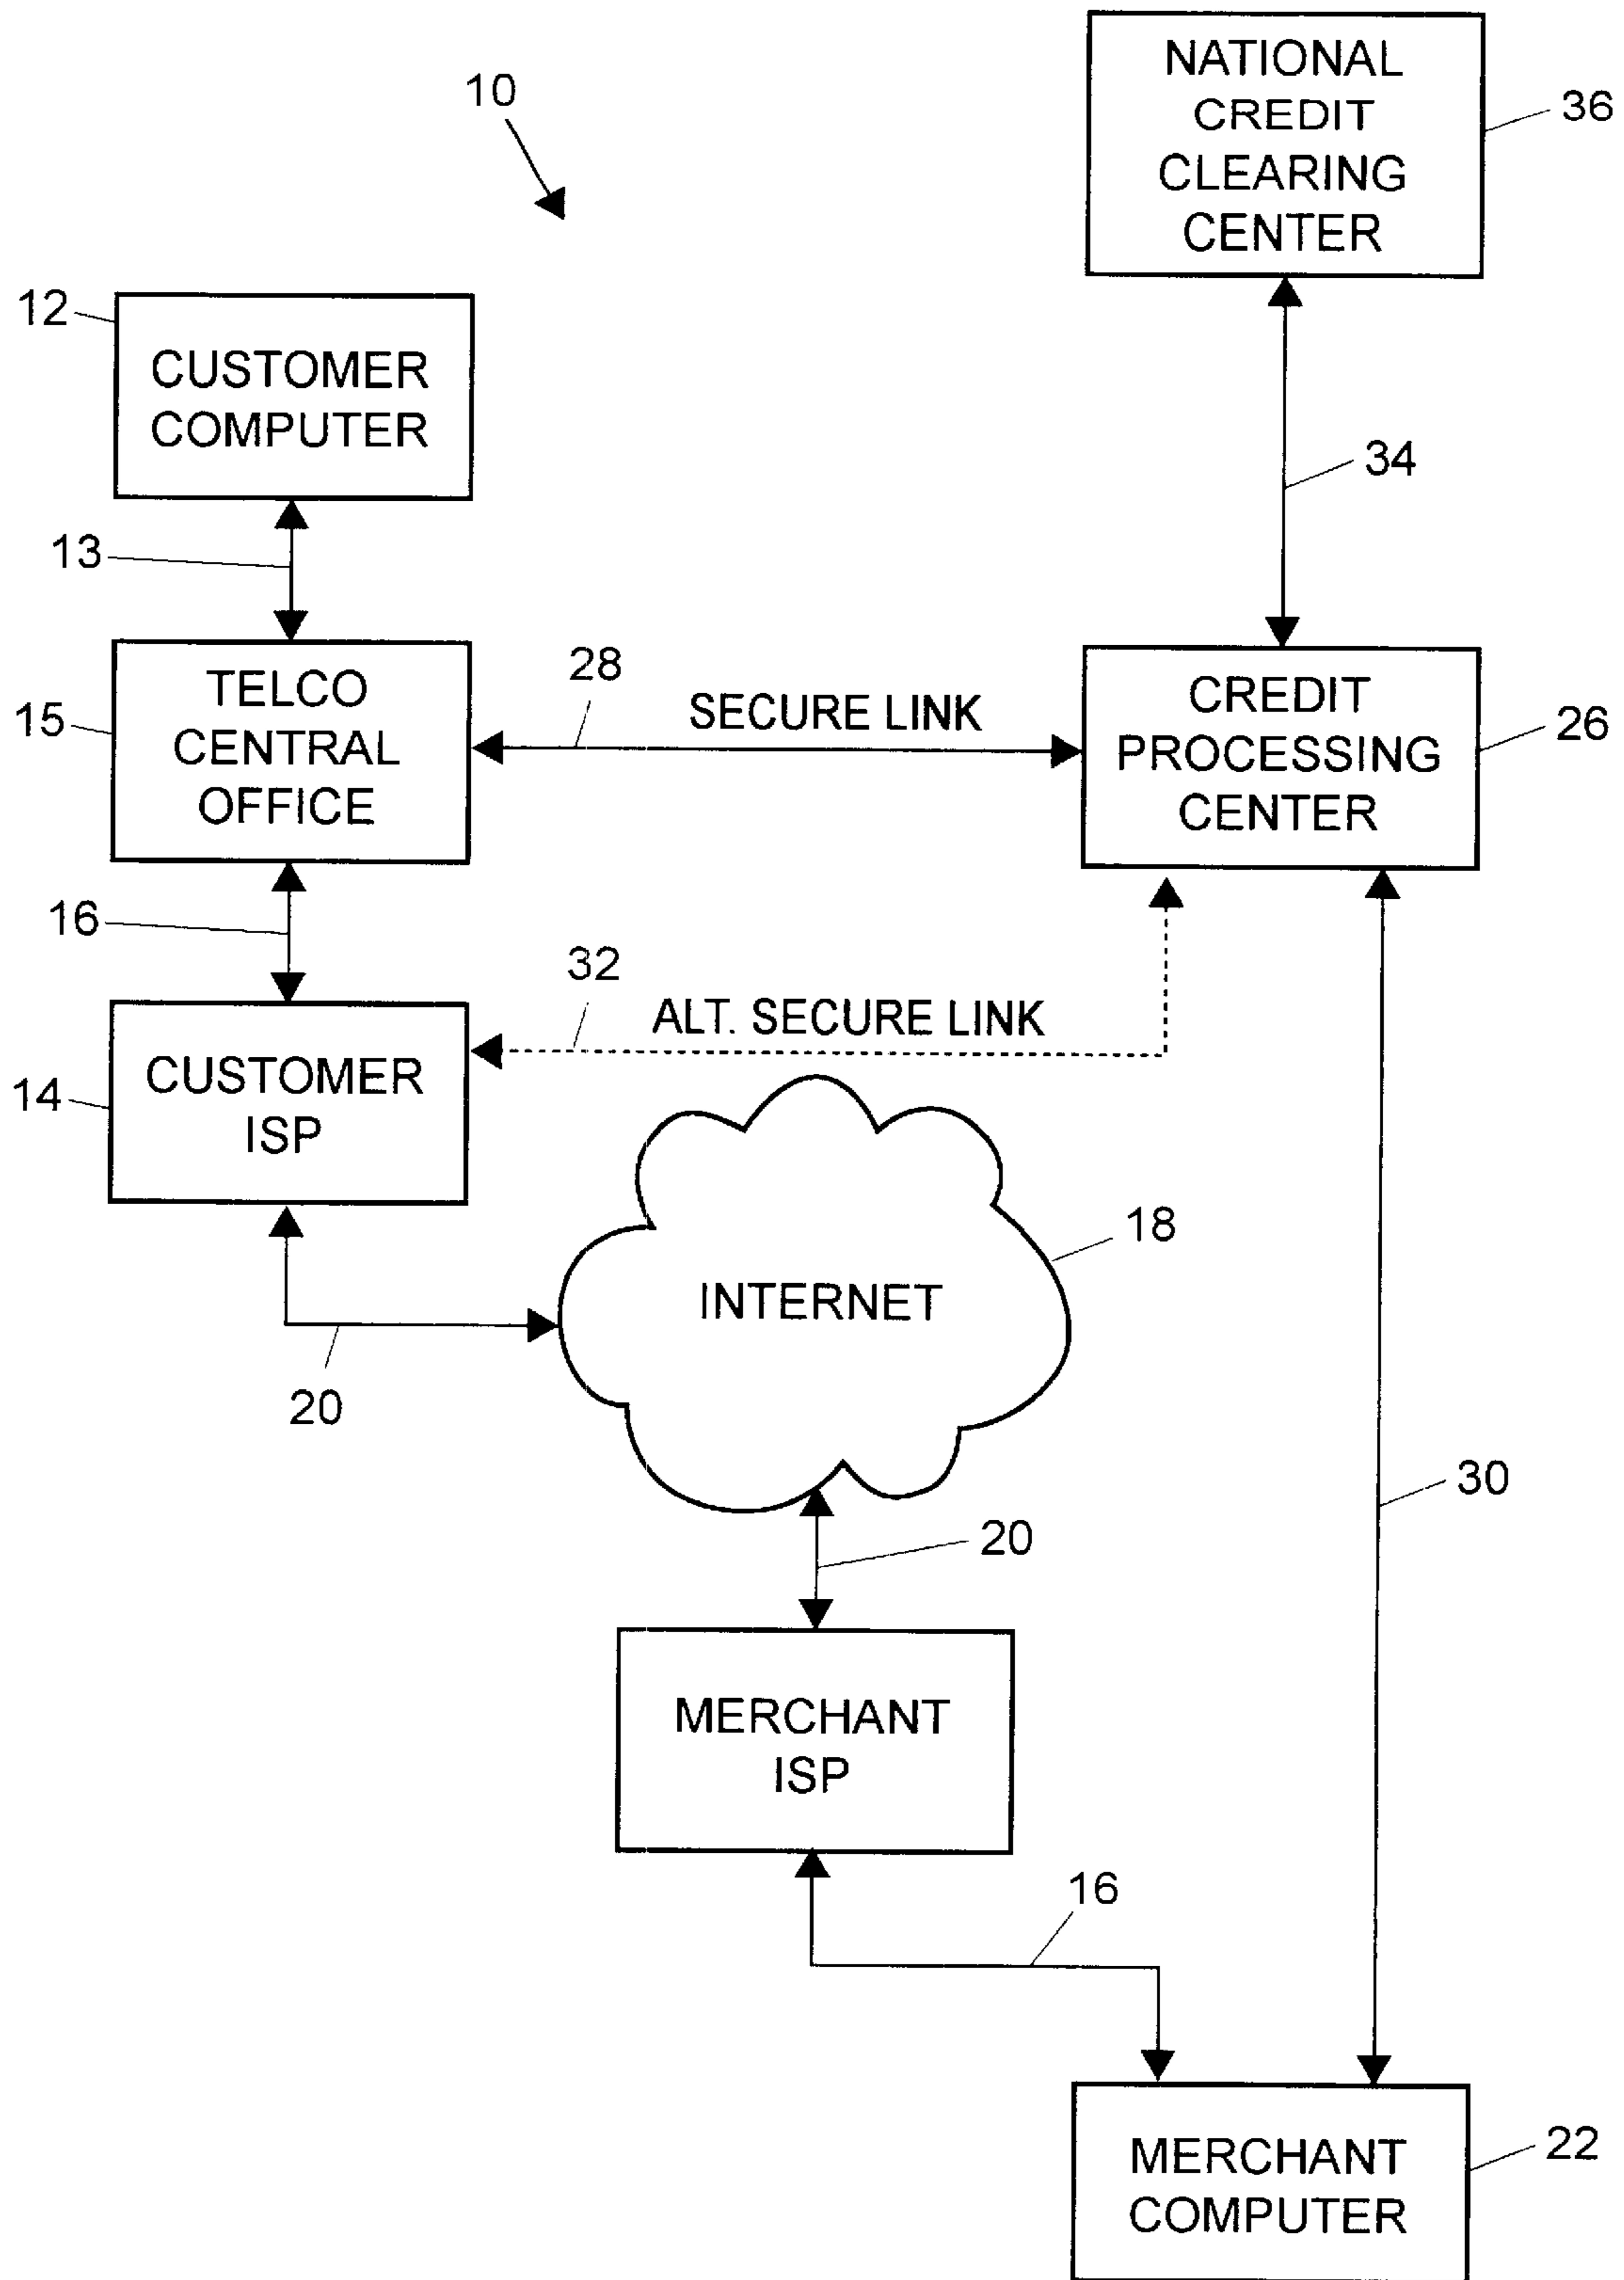 10
NATIONAL
CREDIT
CLEARING
CENTER
36
12
CUSTOMER
COMPUTER
34
13
TELCO
CENTRAL
OFFICE
15
28
SECURE LINK
CREDIT
PROCESSING
CENTER
26
16
32
ALT. SECURE LINK
CUSTOMER
ISP
14
18
INTERNET
20
30
20
MERCHANT
ISP
16
MERCHANT
COMPUTER
22